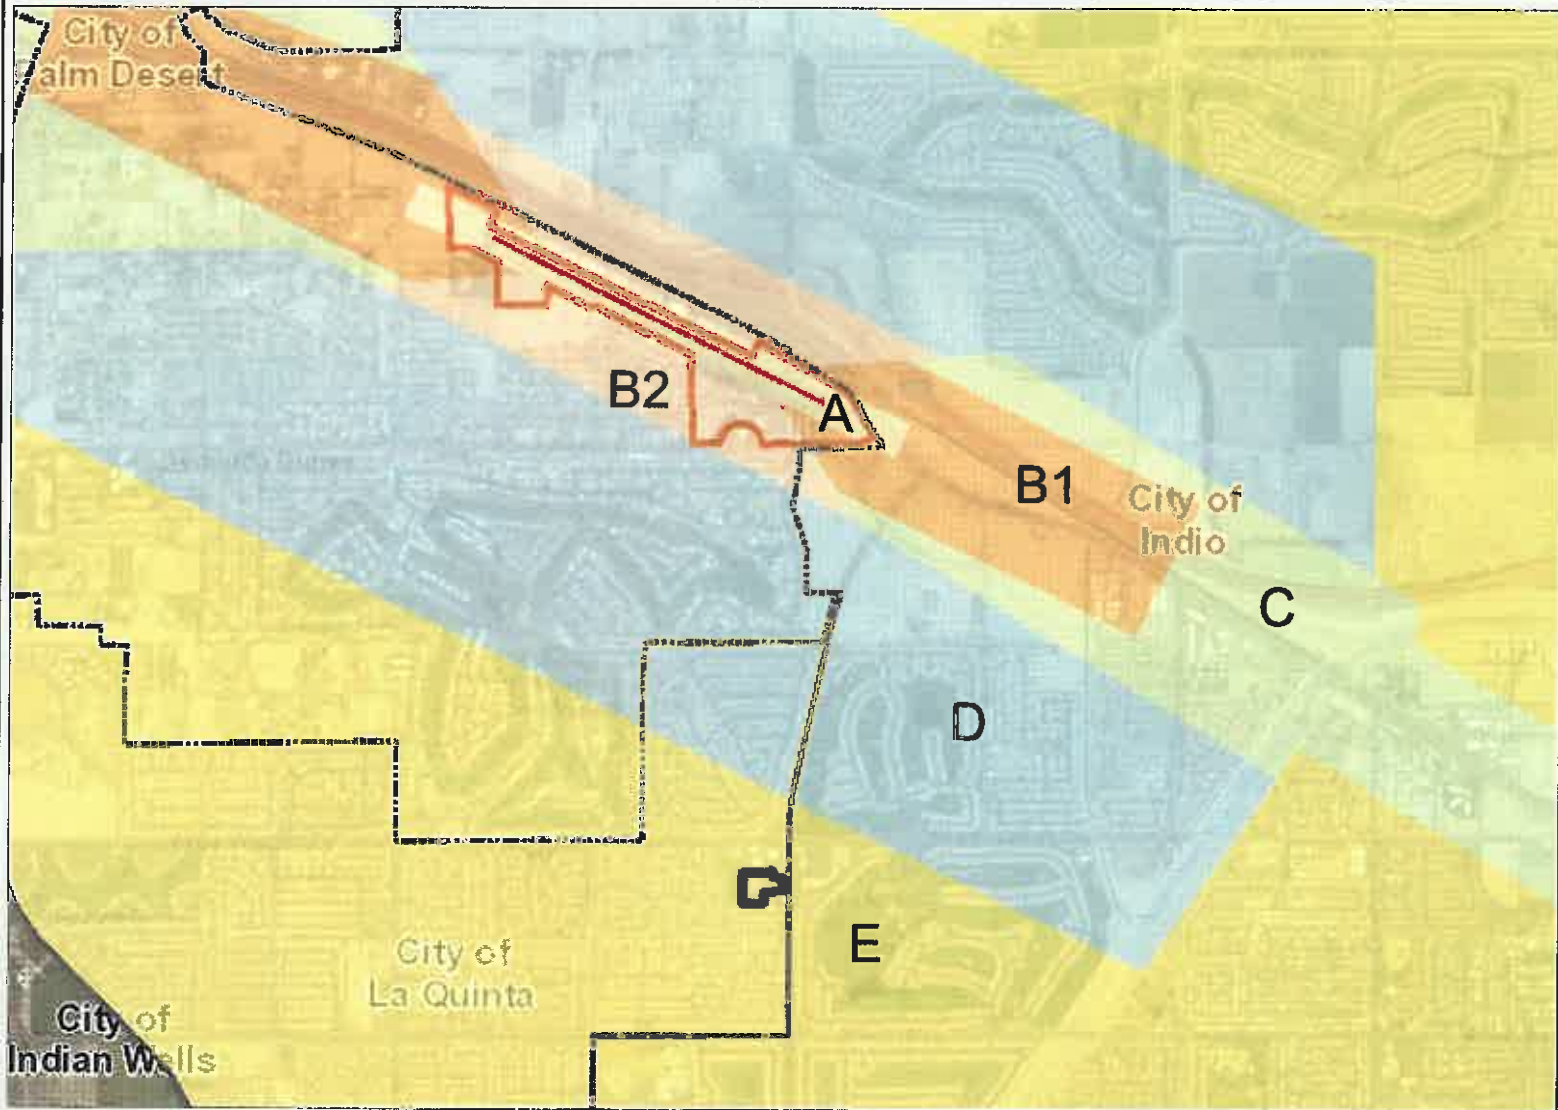 City of
Palm Desert
B2
A
B1
City of
Indio
C
D
E
City of
La Quinta
City of
Indian Wells